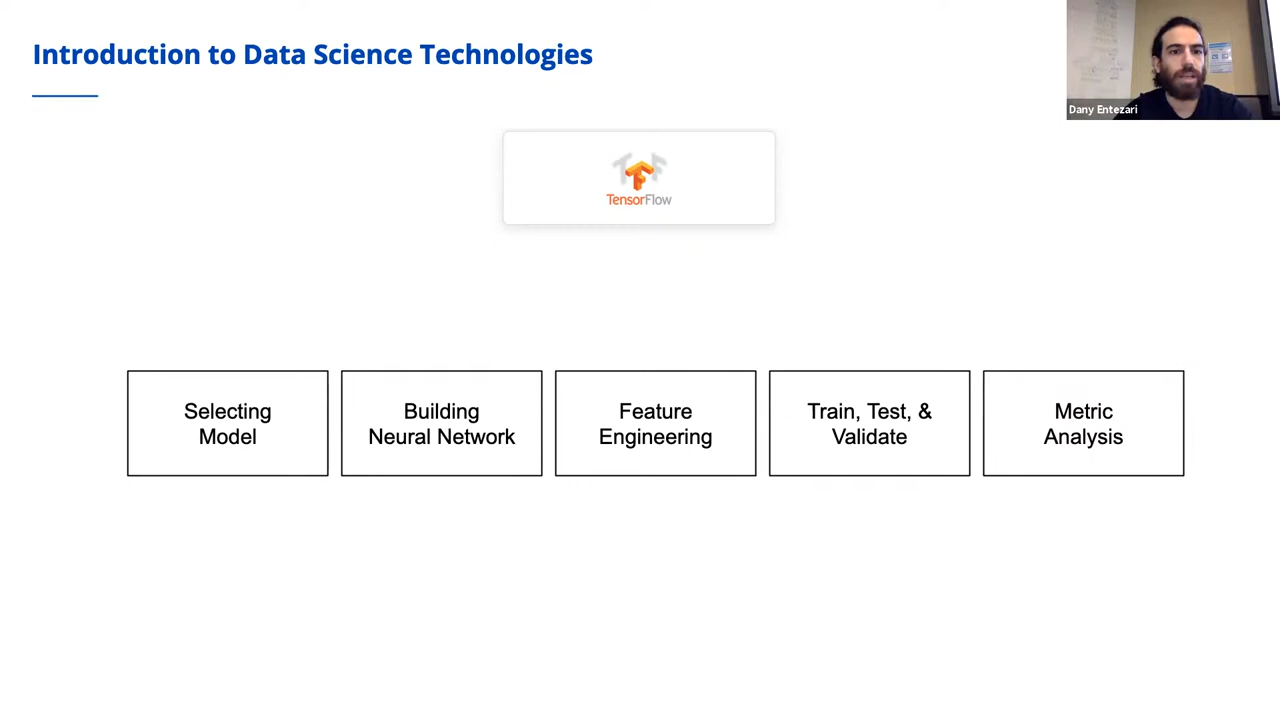 Introduction to Data Science Technologies
Dany Entezari
TensorFlow
Selecting
Model
Building
Neural Network
Feature
Engineering
Train, Test, &
Validate
Metric
Analysis